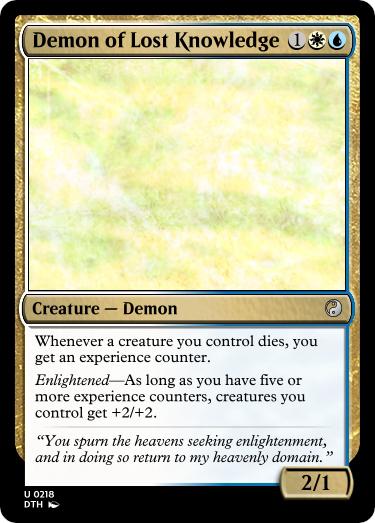 Demon of Lost Knowledge 1
Creature — Demon
Whenever a creature you control dies, you
get an experience counter.
Enlightened—As long as you have five or
more experience counters, creatures you
control get +2/+2.
“You spurn the heavens seeking enlightenment,
and in doing so return to my heavenly domain.”
2/1
U 0218
DTH